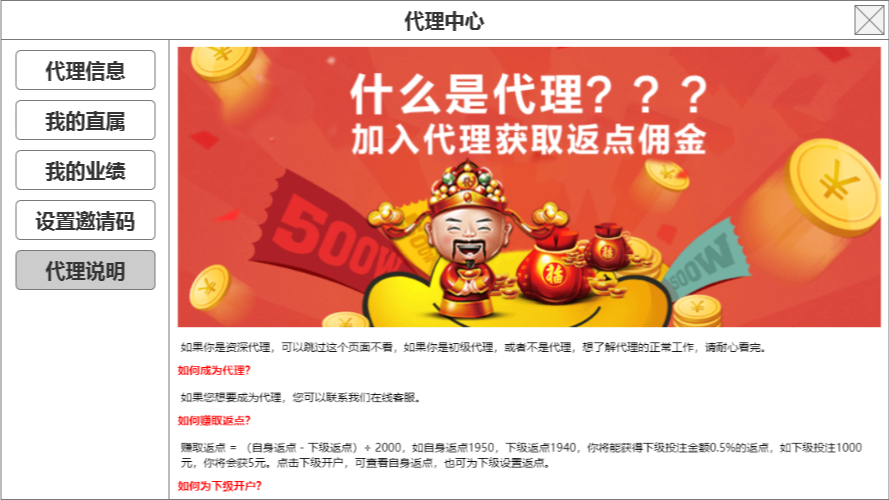 代理中心
代理信息
我的直属
我的业绩
设置邀请码
代理说明
什么是代理？？？
加入代理获取返点佣金
500W
500W
福
福
如果你是资深代理，可以跳过这个页面不看，如果你是初级代理，或者不是代理，想了解代理的正常工作，请耐心看完。
如何成为代理？
如果您想要成为代理，您可以联系我们在线客服。
如何赚取返点？
赚取返点 = （自身返点 - 下级返点）÷ 2000，如自身返点1950，下级返点1940，你将能获得下级投注金额0.5%的返点，如下级投注1000
元，你将会获5元。点击下级开户，可查看自身返点，也可为下级设置返点。
如何为下级开户？